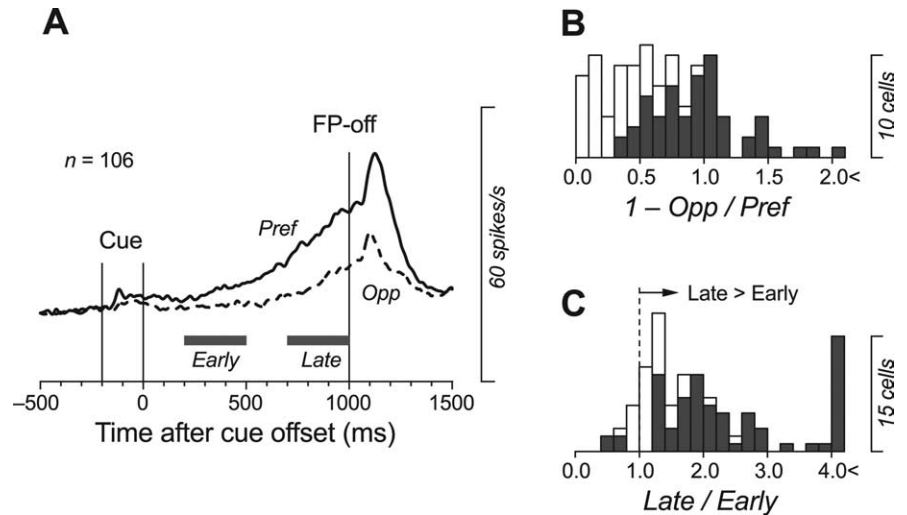 A
FP-off
n = 106
Pref
Cue
Opp
Early
Late
60 spikes/s
–500
0
500
1000
1500
Time after cue offset (ms)
B
10 cells
0.0
0.5
1.0
1.5
2.0<
1 – Opp / Pref
C
Late > Early
15 cells
0.0
1.0
2.0
3.0
4.0<
Late / Early